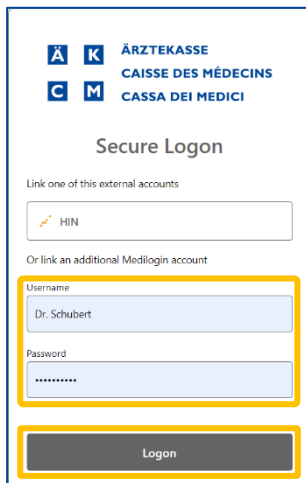 Ä K ÄRZTEKASSE
CAISSE DES MÉDECINS
C M CASSA DEI MEDICI
Secure Logon
Link one of this external accounts
HIN
Or link an additional Medilogin account
Username
Dr. Schubert
Password
••••••••••
Logon